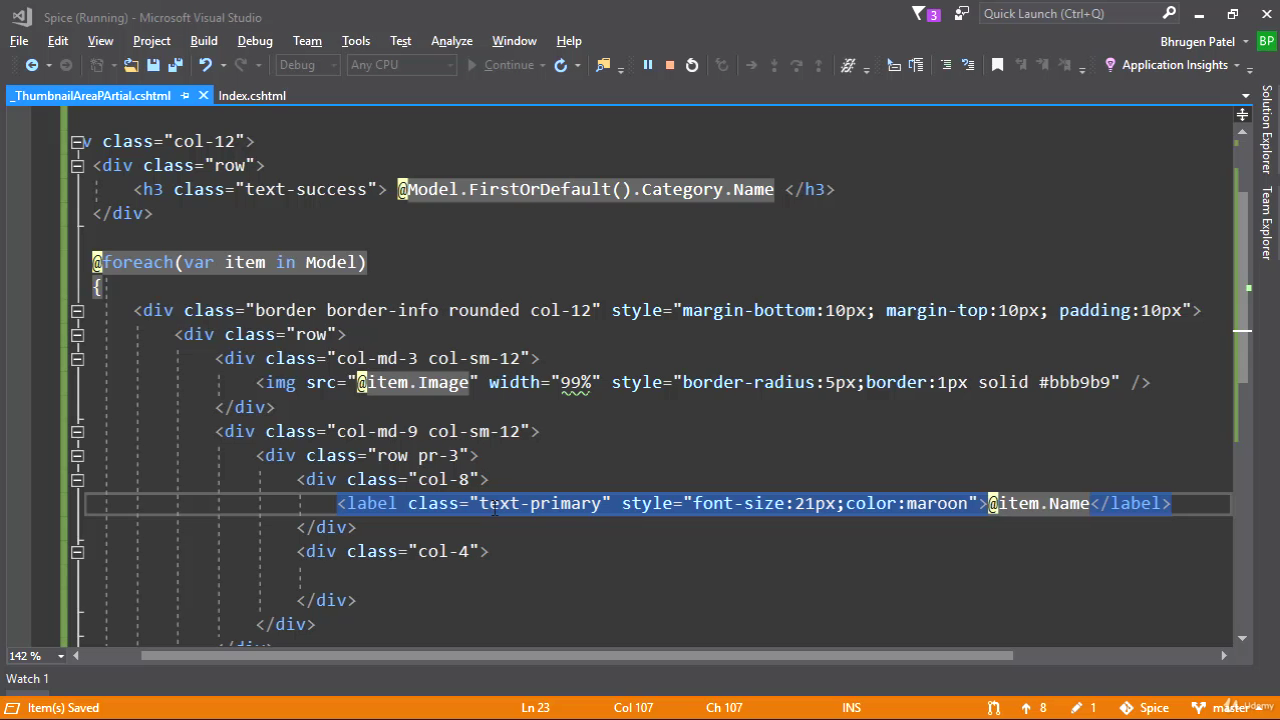 Spice (Running) - Microsoft Visual Studio
3
Quick Launch (Ctrl+Q)
File Edit View Project Build Debug Team Tools Test Analyze Window Help
Bhrugen Patel
BP
Debug
Any CPU
Continue
Application Insights
_ThumbnailAreaPArtial.cshtml
Index.cshtml
Solution Explorer
Team Explorer
v class="col-12">
<div class="row">
<h3 class="text-success"> @Model.FirstOrDefault().Category.Name </h3>
</div>
@foreach(var item in Model)
{
<div class="border border-info rounded col-12" style="margin-bottom:10px; margin-top:10px; padding:10px">
<div class="row">
<div class="col-md-3 col-sm-12">
<img src="@item.Image" width="99%" style="border-radius:5px;border:1px solid #bbb9b9" />
</div>
<div class="col-md-9 col-sm-12">
<div class="row pr-3">
<div class="col-8">
<label class="text-primary" style="font-size:21px;color:maroon">@item.Name</label>
</div>
<div class="col-4">
</div>
</div>
</div>
142 %
Watch 1
Item(s) Saved
Ln 23
Col 107
Ch 107
INS
8
1
Spice
master
Udemy